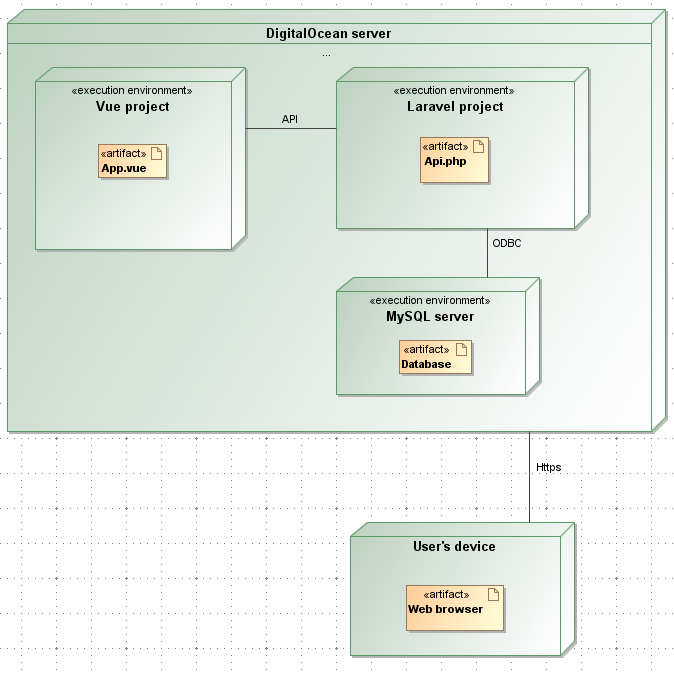 DigitalOcean server
...
«execution environment»
Vue project
«artifact»
App.vue
API
«execution environment»
Laravel project
«artifact»
Api.php
ODBC
«execution environment»
MySQL server
«artifact»
Database
Https
User's device
«artifact»
Web browser